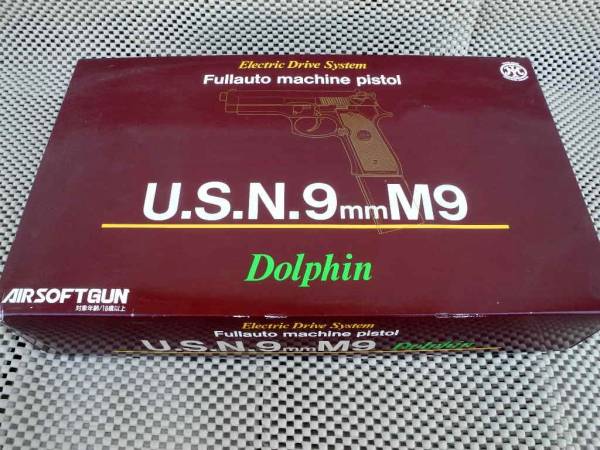 Electric Drive System
Fullauto machine pistol
U.S.N.9mmM9
Dolphin
AIRSOFTGUN
対象年齢/18歳以上
Electric Drive System
Fullauto machine pistol
U.S.N.9mmM9 Dolphin